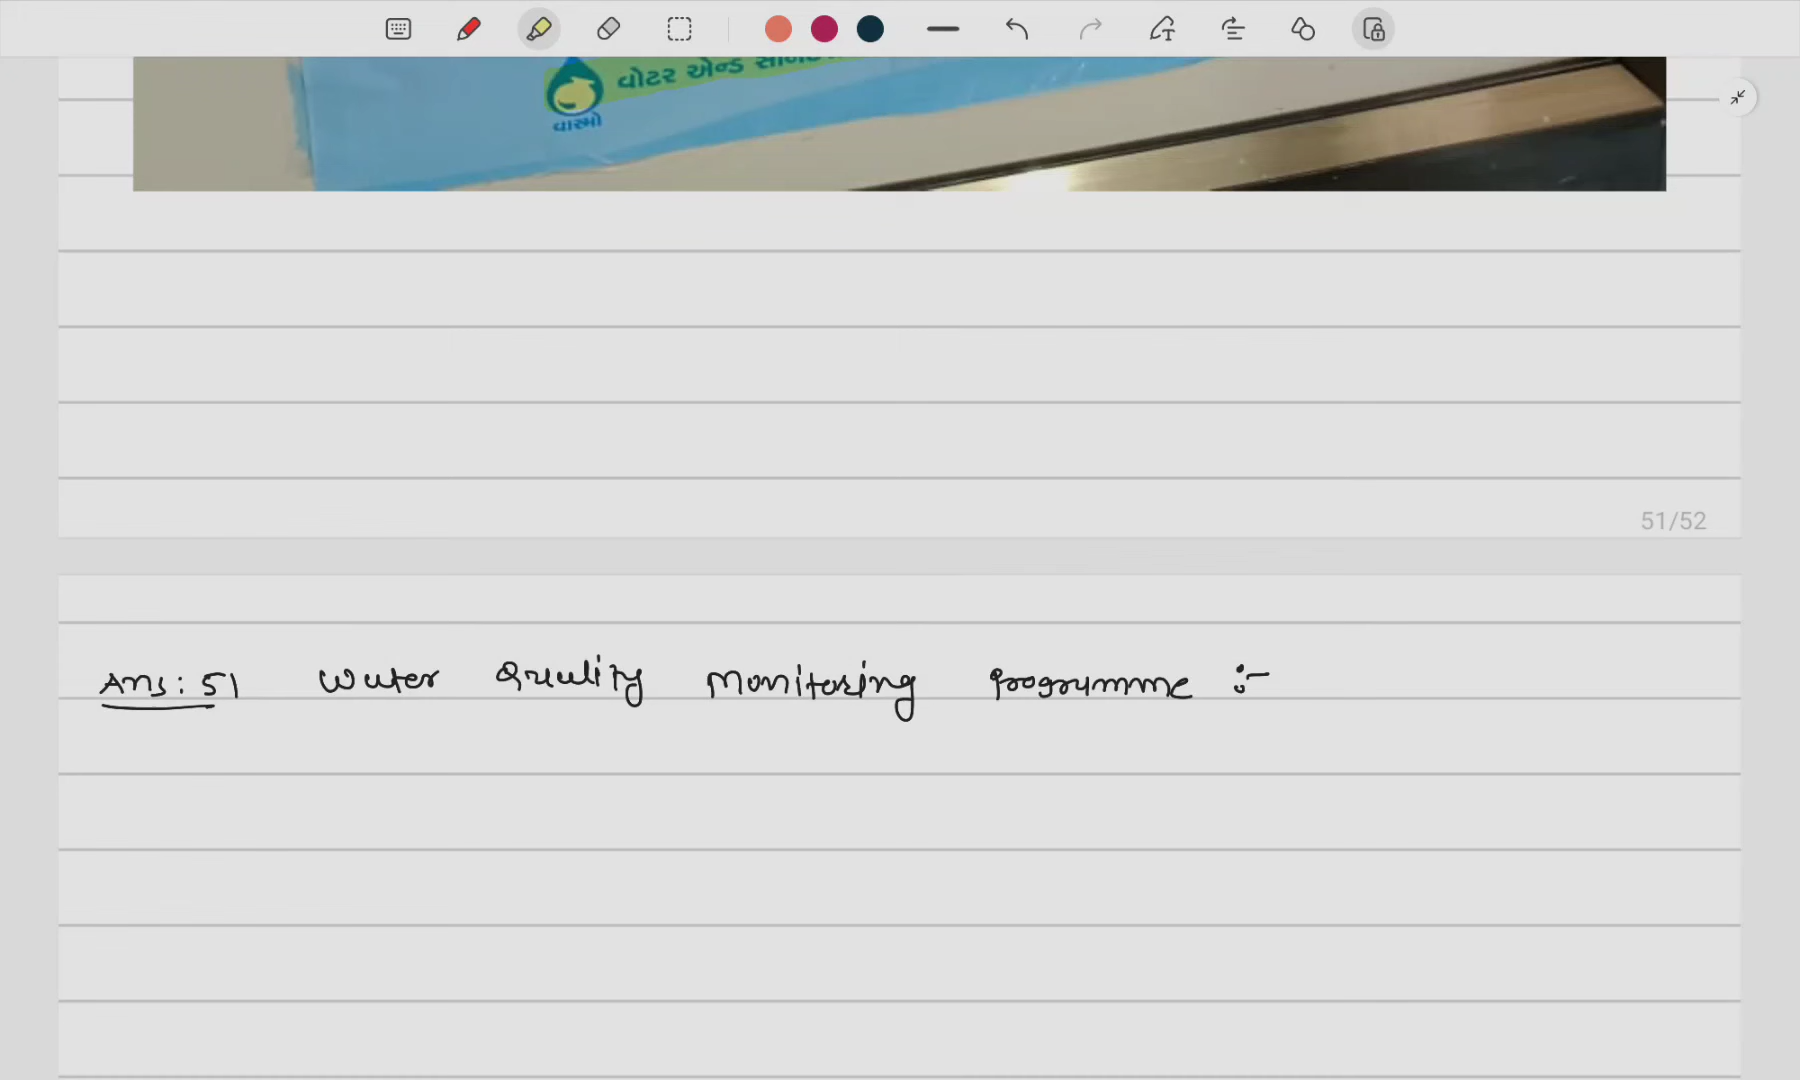 વોટર એન્ડ
વાસ્મો
51/52
Ans: 51 Water Quality Monitoring Programme :-